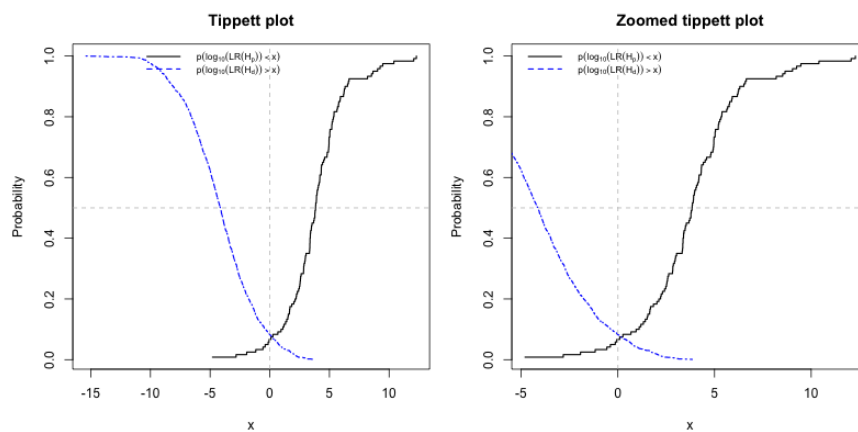 Tippett plot
p(log10(LR(Hp)) < x)
p(log10(LR(Hd)) > x)
Probability
1.0
0.8
0.6
0.4
0.2
0.0
-15 -10 -5 0 5 10
x
Zoomed tippett plot
p(log10(LR(Hp)) < x)
p(log10(LR(Hd)) > x)
Probability
1.0
0.8
0.6
0.4
0.2
0.0
-5 0 5 10
x